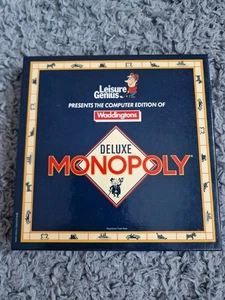 Leisure
Genius
PRESENTS THE COMPUTER EDITION OF
Waddingtons
DELUXE
MONOPOLY